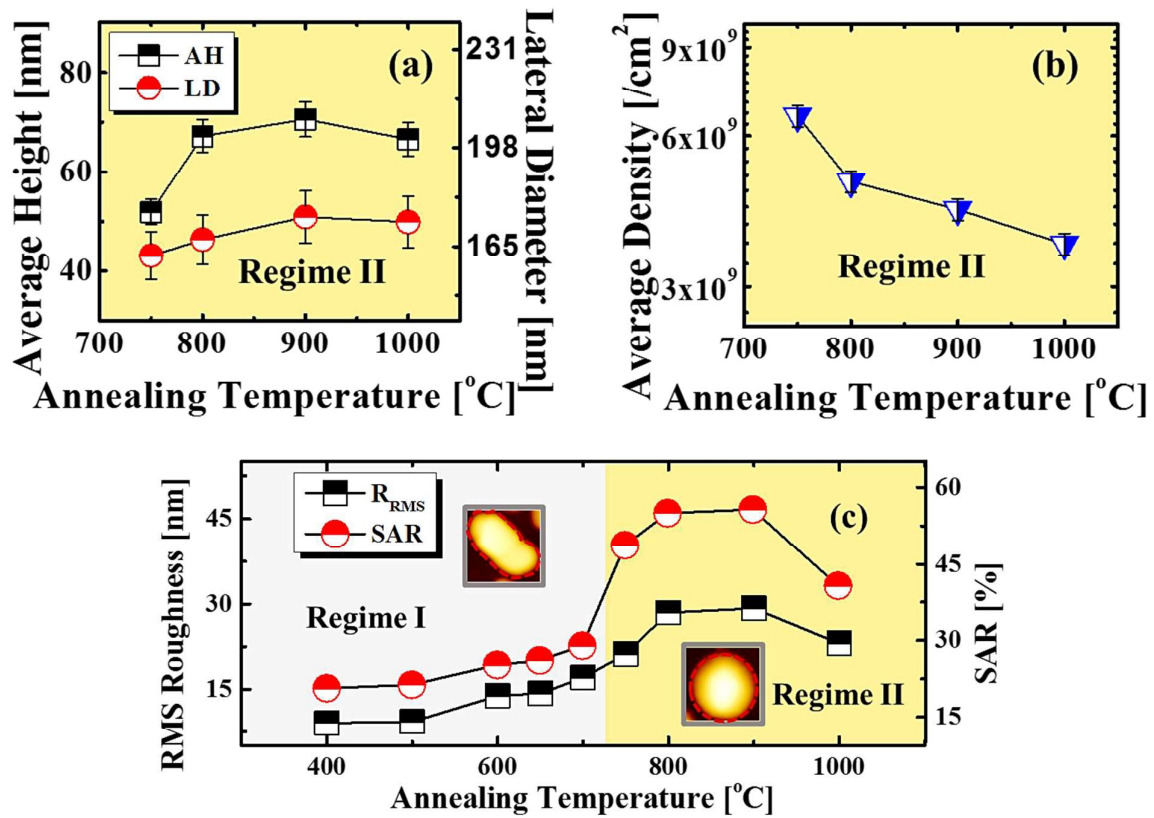 Average Height [nm]
80
60
40
AH
LD
(a)
Regime II
231
198
165
Lateral Diameter [nm]
700 800 900 1000
Annealing Temperature [°C]
Average Density [/cm²]
9x10⁹
6x10⁹
3x10⁹
(b)
Regime II
700 800 900 1000
Annealing Temperature [°C]
RMS Roughness [nm]
45
30
15
R_RMS
SAR
(c)
Regime I
Regime II
60
45
30
15
SAR [%]
400 600 800 1000
Annealing Temperature [°C]